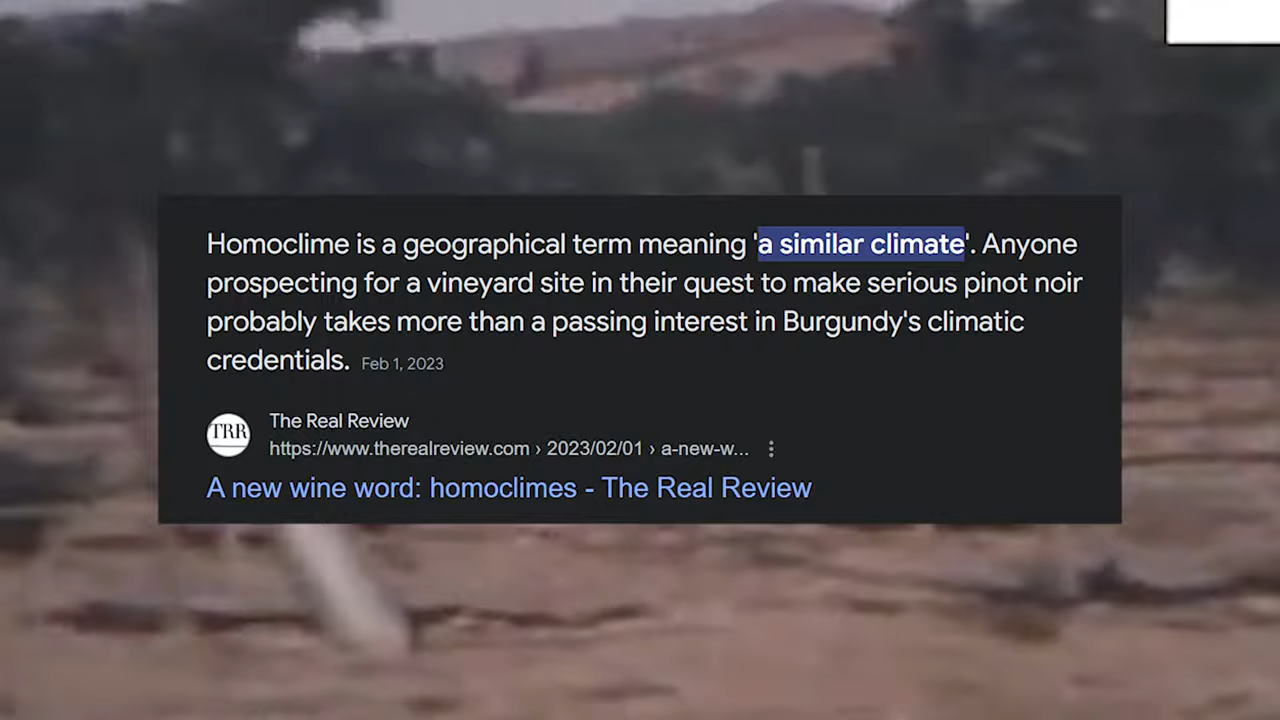 Homoclime is a geographical term meaning 'a similar climate'. Anyone
prospecting for a vineyard site in their quest to make serious pinot noir
probably takes more than a passing interest in Burgundy's climatic
credentials. Feb 1, 2023
TRR
The Real Review
https://www.therealreview.com › 2023/02/01 › a-new-w...
A new wine word: homoclimes - The Real Review